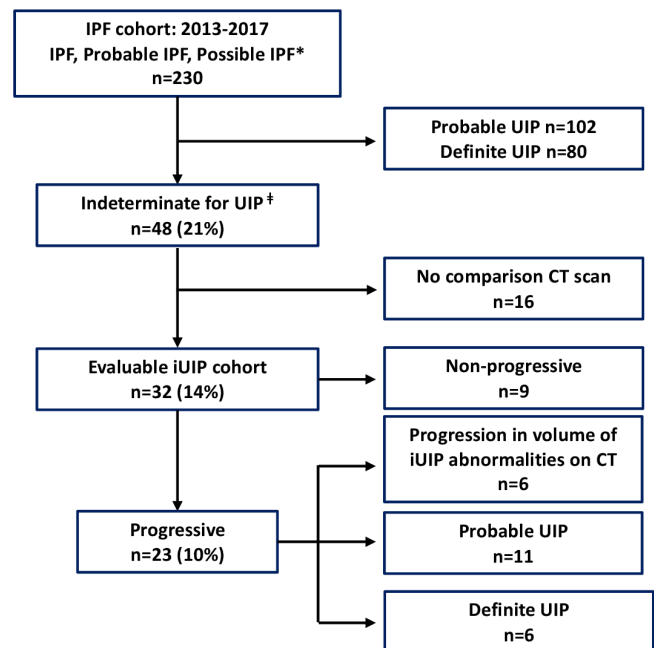 IPF cohort: 2013-2017
IPF, Probable IPF, Possible IPF*
n=230
Probable UIP n=102
Definite UIP n=80
Indeterminate for UIP ǂ
n=48 (21%)
No comparison CT scan
n=16
Evaluable iUIP cohort
n=32 (14%)
Non-progressive
n=9
Progression in volume of
iUIP abnormalities on CT
n=6
Progressive
n=23 (10%)
Probable UIP
n=11
Definite UIP
n=6